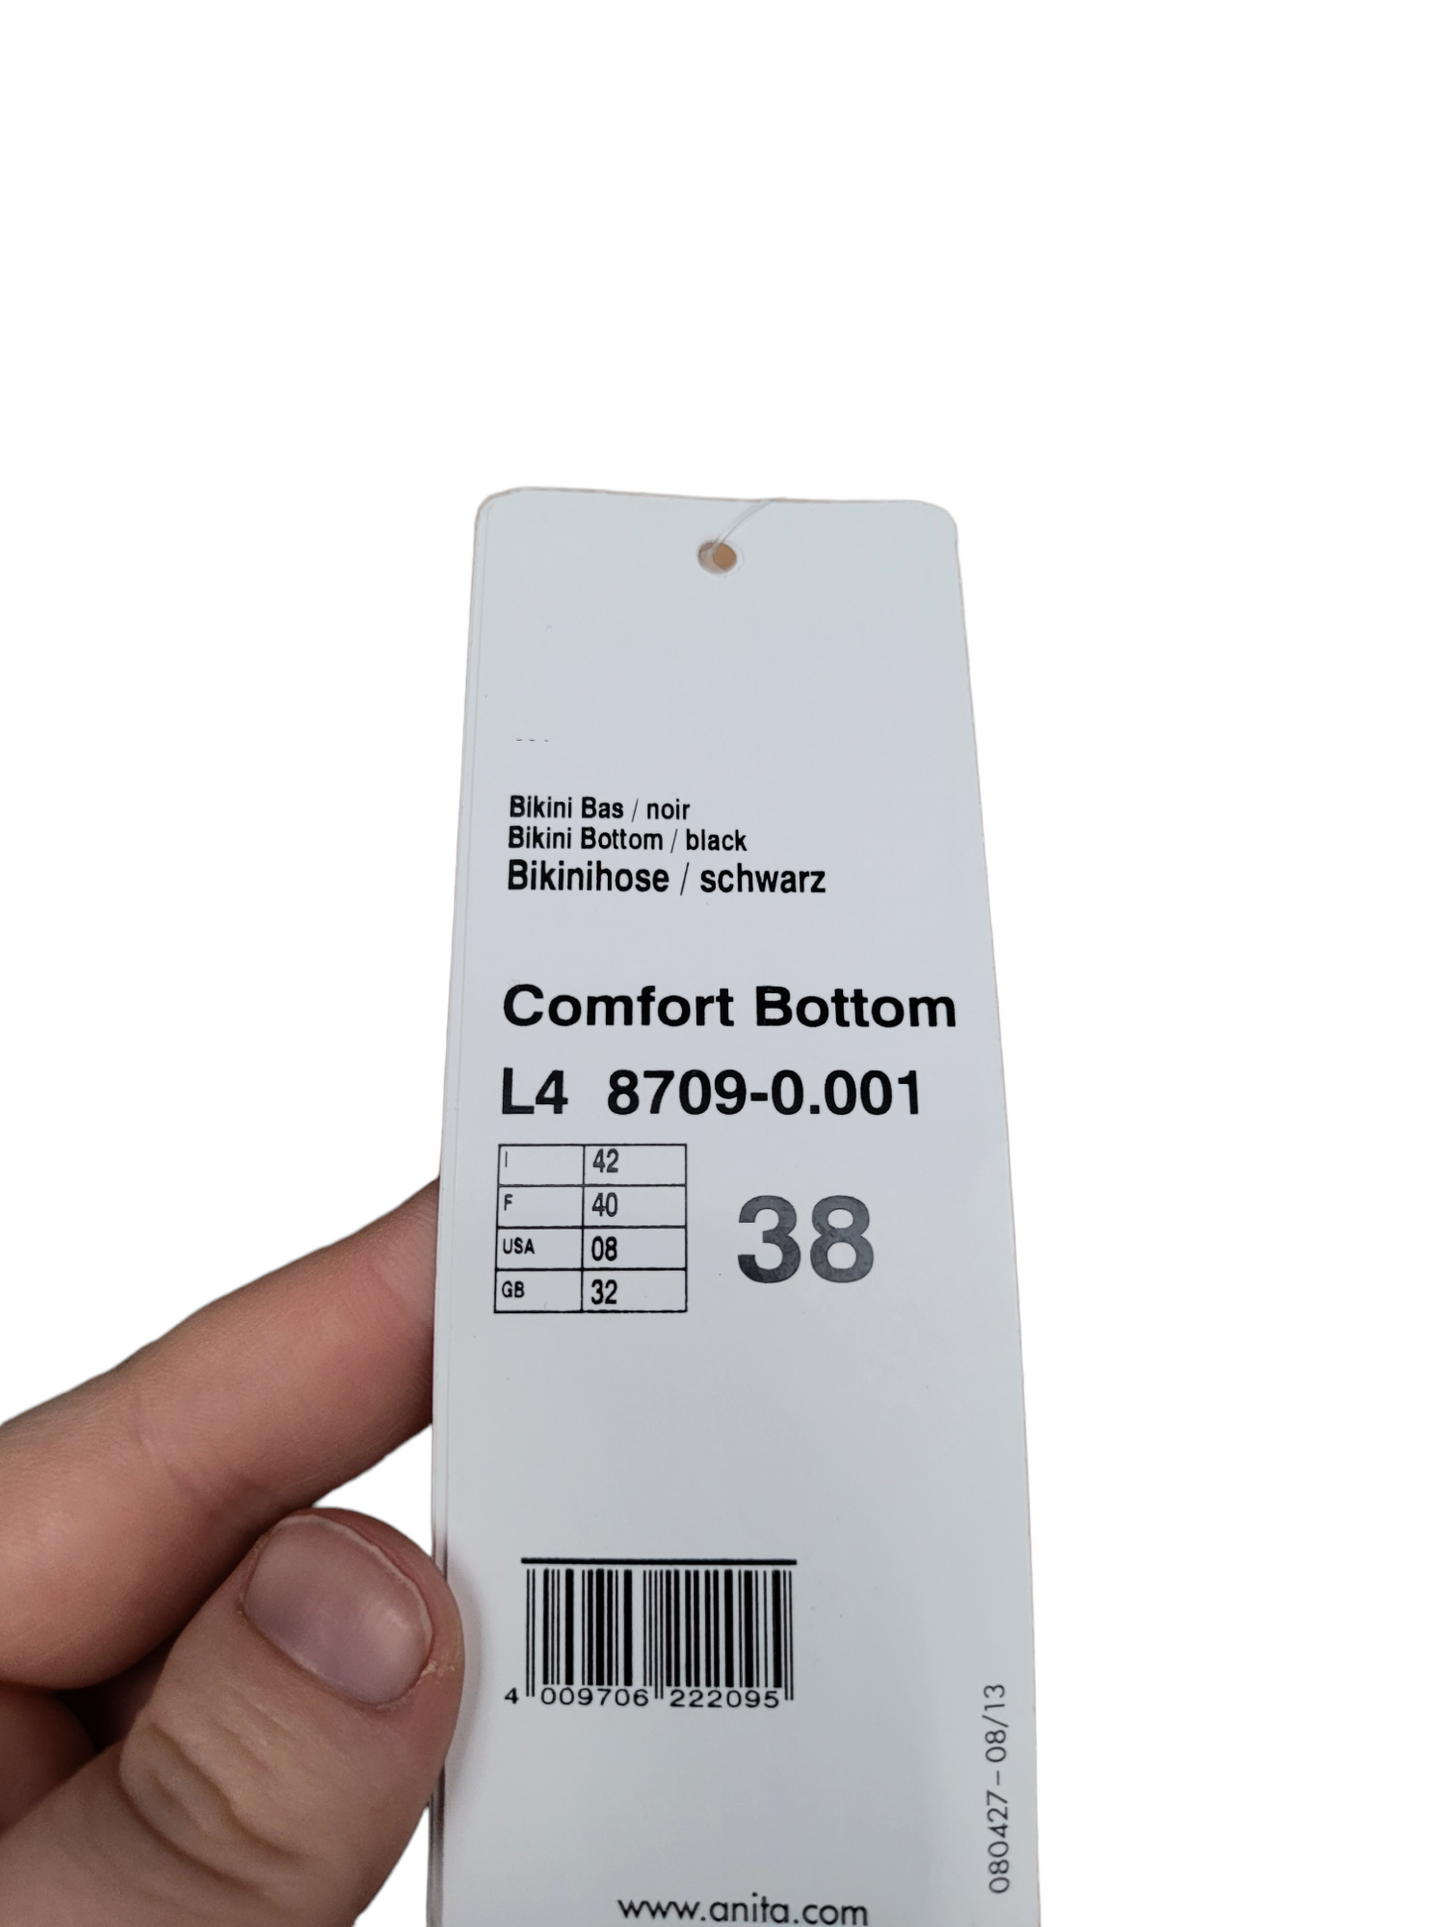 - - -
Bikini Bas / noir
Bikini Bottom / black
Bikinihose / schwarz
Comfort Bottom
L4 8709-0.001
I 42
F 40
USA 08
GB 32
38
4 009706 222095
080427-08/13
www.anita.com